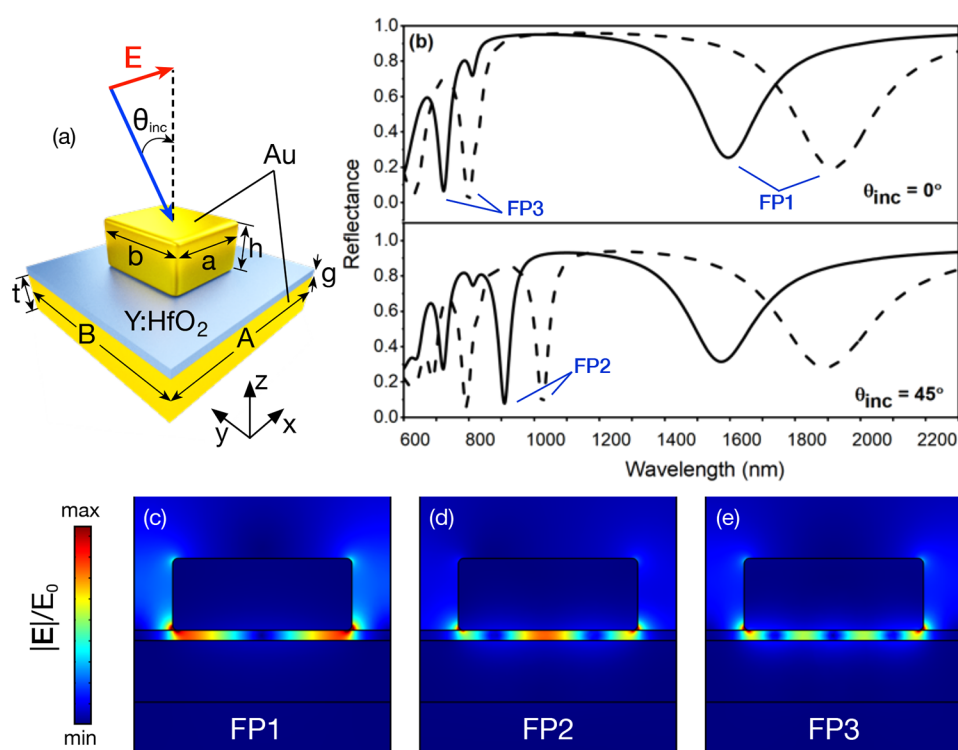 (a)
E
θinc
Au
b
a
h
g
t
Y:HfO2
B
A
z
y
x
(b)
1.0
0.8
0.6
0.4
0.2
0.0
FP3
FP1
θinc = 0°
Reflectance
1.0
0.8
0.6
0.4
0.2
0.0
FP2
θinc = 45°
600 800 1000 1200 1400 1600 1800 2000 2200
Wavelength (nm)
max
|E|/E0
min
(c)
FP1
(d)
FP2
(e)
FP3